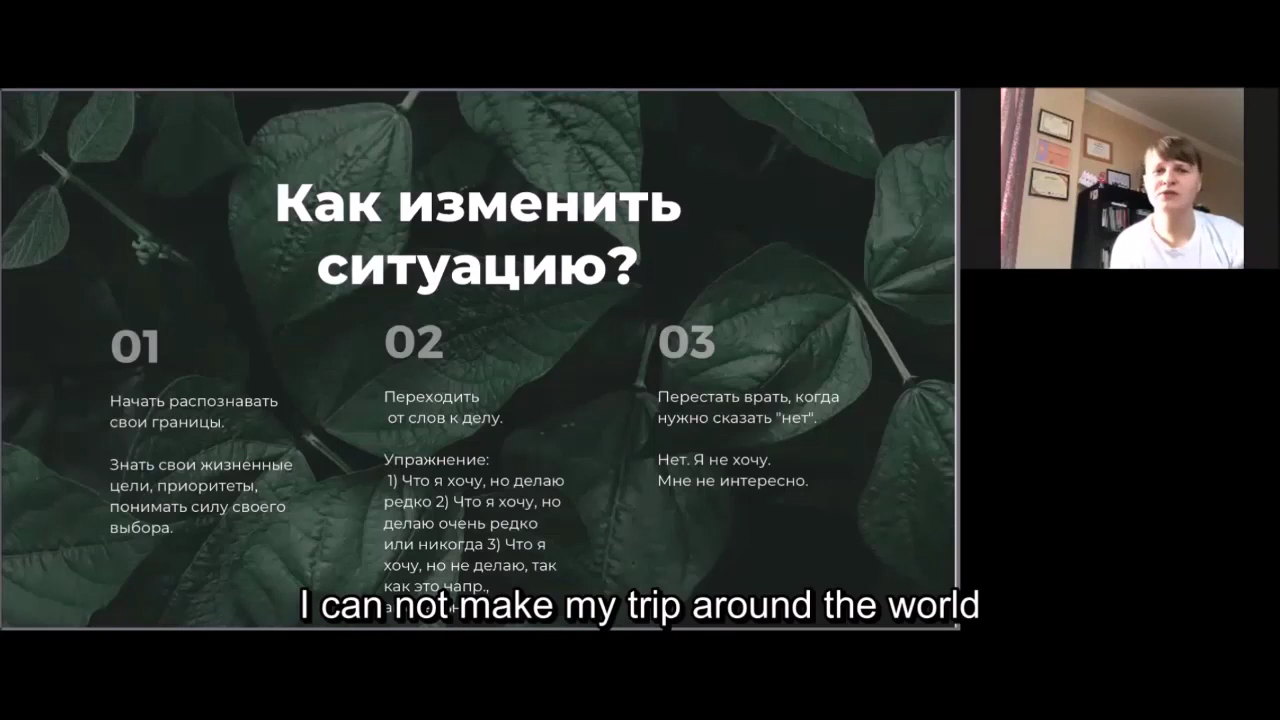 Как изменить
ситуацию?
01
Начать распознавать
свои границы.
Знать свои жизненные
цели, приоритеты,
понимать силу своего
выбора.
02
Переходить
от слов к делу.
Упражнение:
1) Что я хочу, но делаю
редко 2) Что я хочу, но
делаю очень редко
или никогда 3) Что я
хочу, но не делаю, так
как это напр.,
03
Перестать врать, когда
нужно сказать "нет".
Нет. Я не хочу.
Мне не интересно.
I can not make my trip around the world